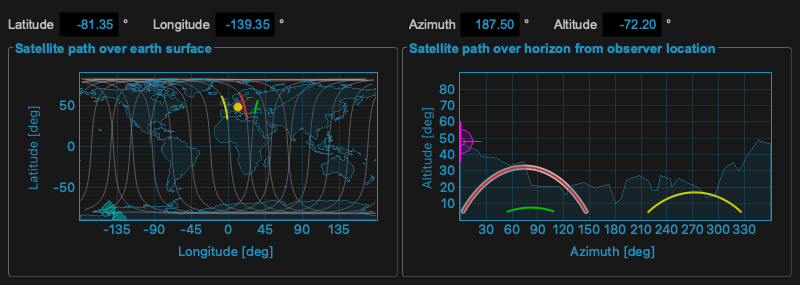 Latitude -81.35 ° Longitude -139.35 °
Azimuth 187.50 ° Altitude -72.20 °
Satellite path over earth surface
Latitude [deg]
50
0
-50
-135 -90 -45 0 45 90 135
Longitude [deg]
Satellite path over horizon from observer location
Altitude [deg]
80
70
60
50
40
30
20
10
30 60 90 120 150 180 210 240 270 300 330
Azimuth [deg]